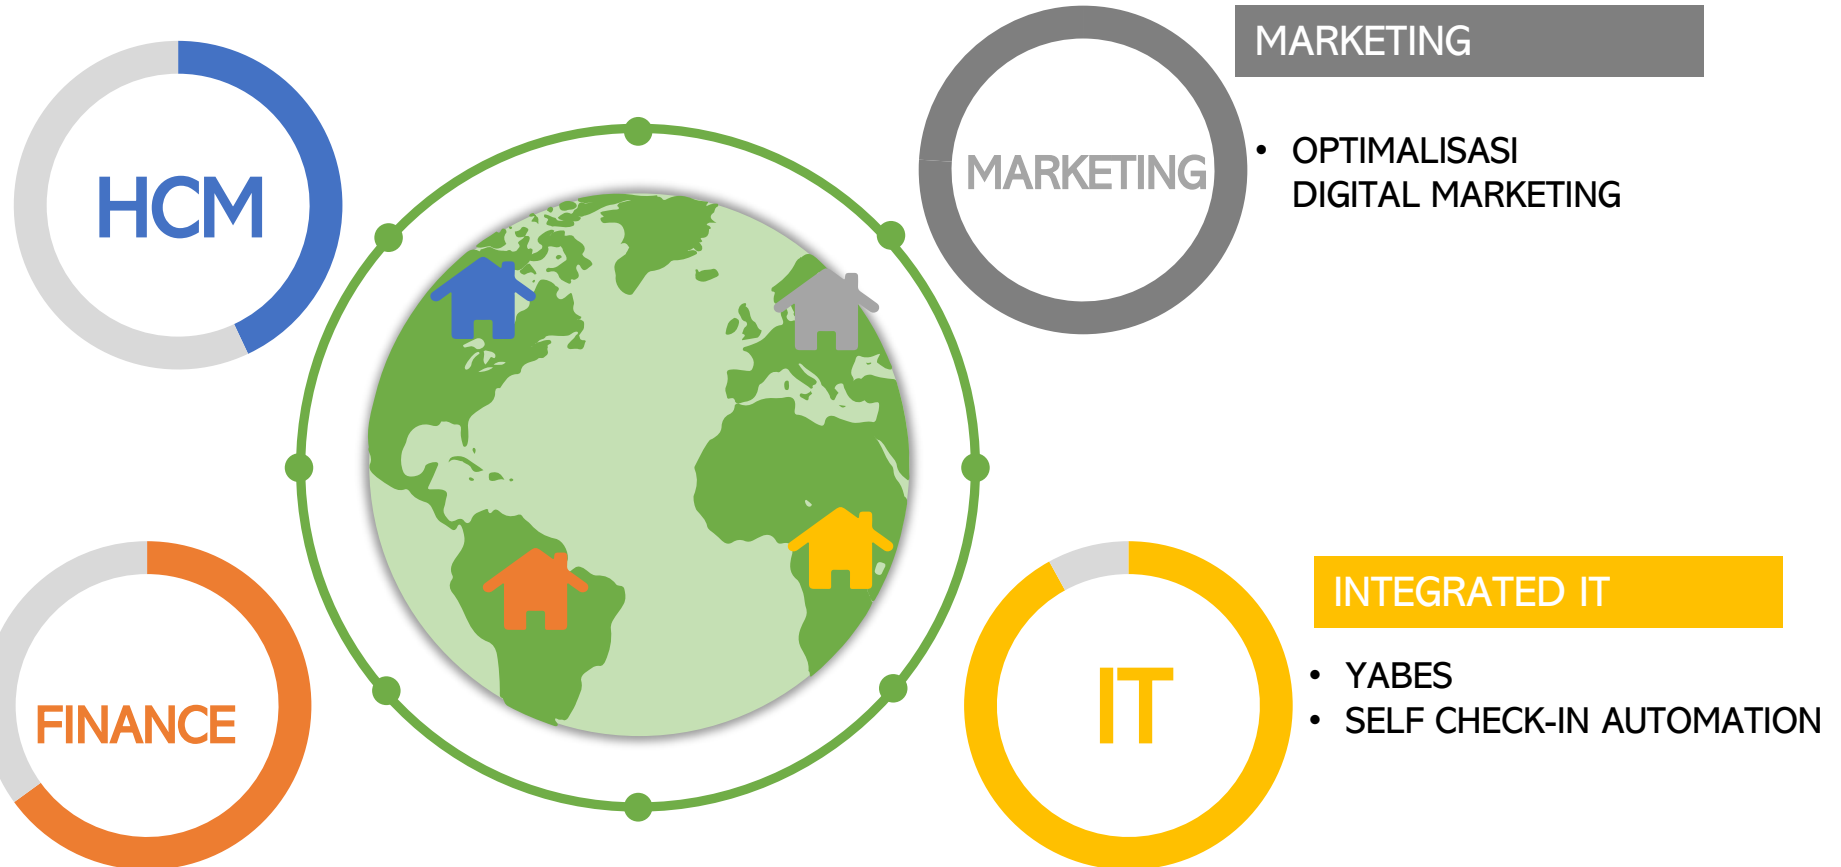 HCM
MARKETING
MARKETING
• OPTIMALISASI
DIGITAL MARKETING
FINANCE
IT
INTEGRATED IT
• YABES
• SELF CHECK-IN AUTOMATION